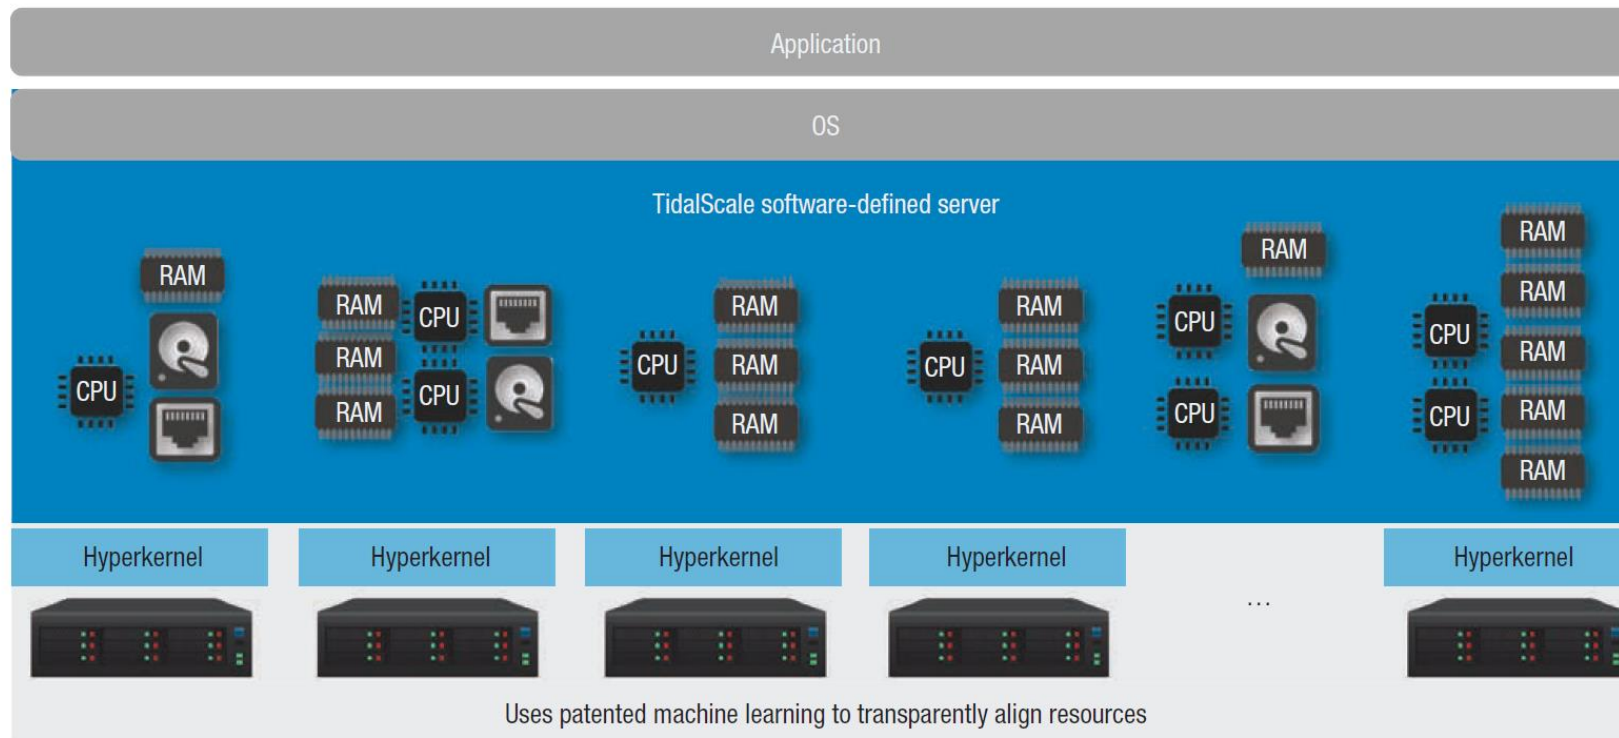 Application
OS
TidalScale software-defined server
RAM
CPU
RAM
RAM
RAM
CPU
CPU
CPU
RAM
RAM
RAM
CPU
RAM
RAM
RAM
RAM
CPU
CPU
CPU
CPU
RAM
RAM
RAM
RAM
RAM
Hyperkernel
Hyperkernel
Hyperkernel
Hyperkernel
...
Hyperkernel
Uses patented machine learning to transparently align resources